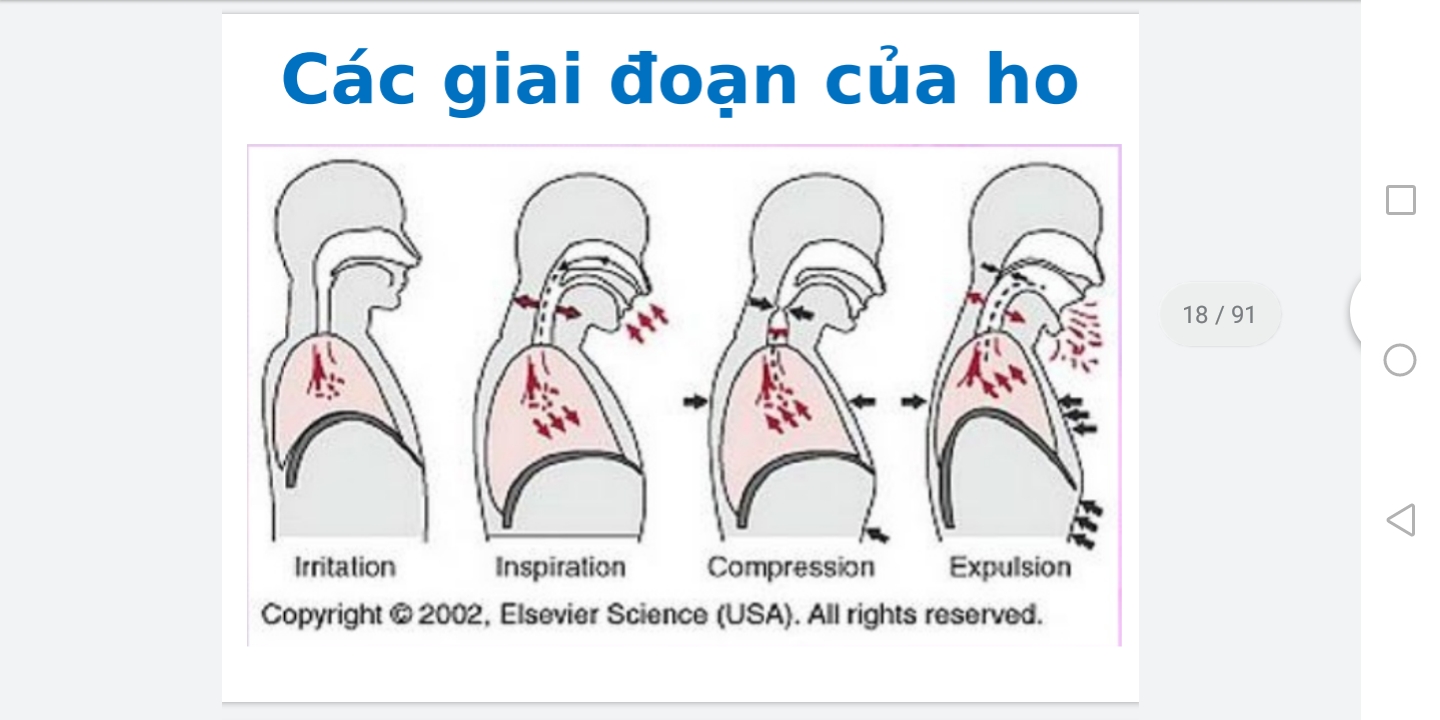 Các giai đoạn của ho
18 / 91
Irritation Inspiration Compression Expulsion
Copyright © 2002, Elsevier Science (USA). All rights reserved.